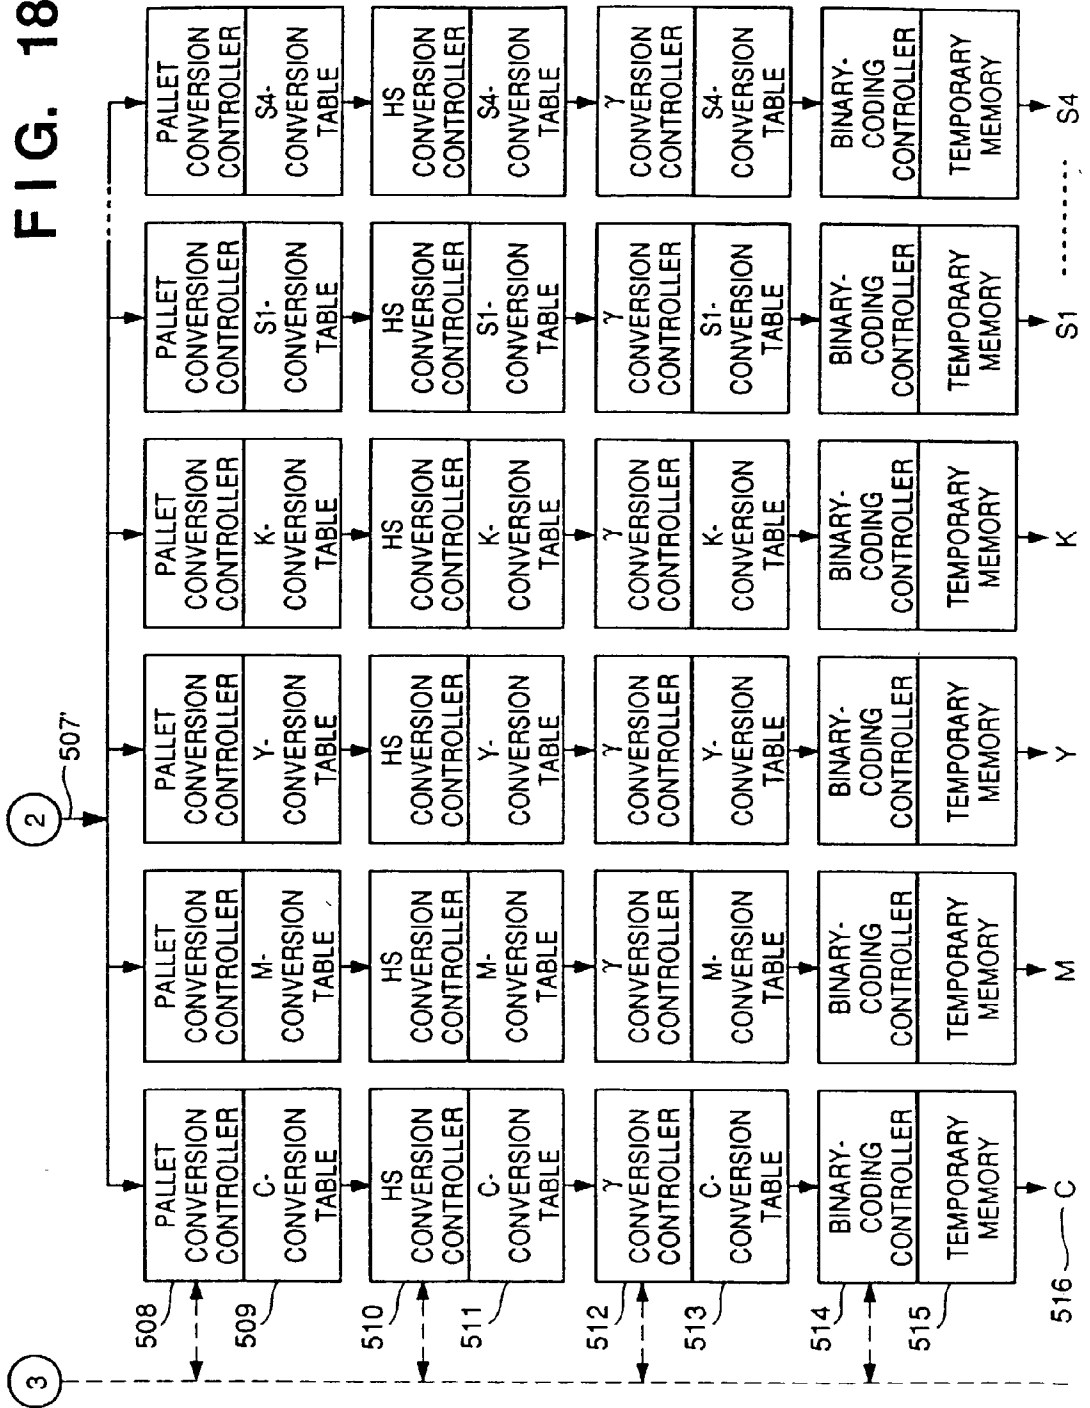 FIG. 18
2
507'
3
508
PALLET
CONVERSION
CONTROLLER
PALLET
CONVERSION
CONTROLLER
PALLET
CONVERSION
CONTROLLER
PALLET
CONVERSION
CONTROLLER
PALLET
CONVERSION
CONTROLLER
PALLET
CONVERSION
CONTROLLER
509
C-
CONVERSION
TABLE
M-
CONVERSION
TABLE
Y-
CONVERSION
TABLE
K-
CONVERSION
TABLE
S1-
CONVERSION
TABLE
S4-
CONVERSION
TABLE
510
HS
CONVERSION
CONTROLLER
HS
CONVERSION
CONTROLLER
HS
CONVERSION
CONTROLLER
HS
CONVERSION
CONTROLLER
HS
CONVERSION
CONTROLLER
HS
CONVERSION
CONTROLLER
511
C-
CONVERSION
TABLE
M-
CONVERSION
TABLE
Y-
CONVERSION
TABLE
K-
CONVERSION
TABLE
S1-
CONVERSION
TABLE
S4-
CONVERSION
TABLE
512
γ
CONVERSION
CONTROLLER
γ
CONVERSION
CONTROLLER
γ
CONVERSION
CONTROLLER
γ
CONVERSION
CONTROLLER
γ
CONVERSION
CONTROLLER
γ
CONVERSION
CONTROLLER
513
C-
CONVERSION
TABLE
M-
CONVERSION
TABLE
Y-
CONVERSION
TABLE
K-
CONVERSION
TABLE
S1-
CONVERSION
TABLE
S4-
CONVERSION
TABLE
514
BINARY-
CODING
CONTROLLER
BINARY-
CODING
CONTROLLER
BINARY-
CODING
CONTROLLER
BINARY-
CODING
CONTROLLER
BINARY-
CODING
CONTROLLER
BINARY-
CODING
CONTROLLER
515
TEMPORARY
MEMORY
TEMPORARY
MEMORY
TEMPORARY
MEMORY
TEMPORARY
MEMORY
TEMPORARY
MEMORY
TEMPORARY
MEMORY
516 C M Y K S1 S4